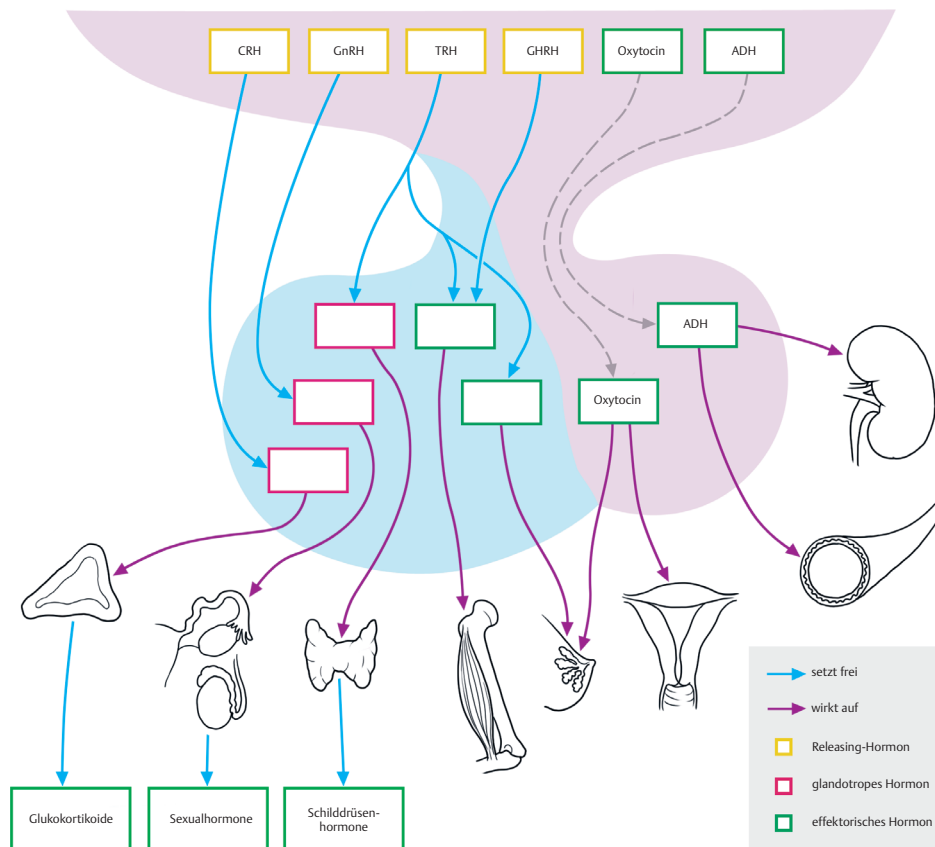 CRH
GnRH
TRH
GHRH
Oxytocin
ADH
ADH
Oxytocin
Glukokortikoide
Sexualhormone
Schilddrüsen-
hormone
setzt frei
wirkt auf
Releasing-Hormon
glandotropes Hormon
effektorisches Hormon